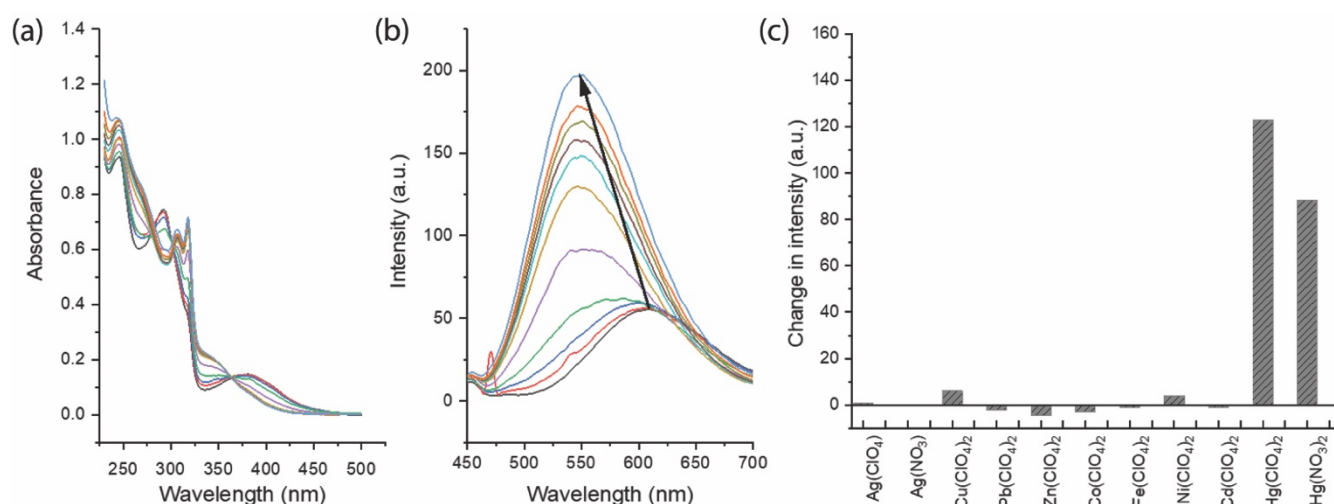 (a)
1.4
1.2
1.0
0.8
0.6
0.4
0.2
0.0
Absorbance
250 300 350 400 450 500
Wavelength (nm)
(b)
200
150
100
50
0
Intensity (a.u.)
450 500 550 600 650 700
Wavelength (nm)
(c)
160
140
120
100
80
60
40
20
0
Change in intensity (a.u.)
Ag(ClO4)
Ag(NO3)
Cu(ClO4)2
Pb(ClO4)2
Zn(ClO4)2
Co(ClO4)2
Fe(ClO4)2
Ni(ClO4)2
Cd(ClO4)2
Hg(ClO4)2
Hg(NO3)2